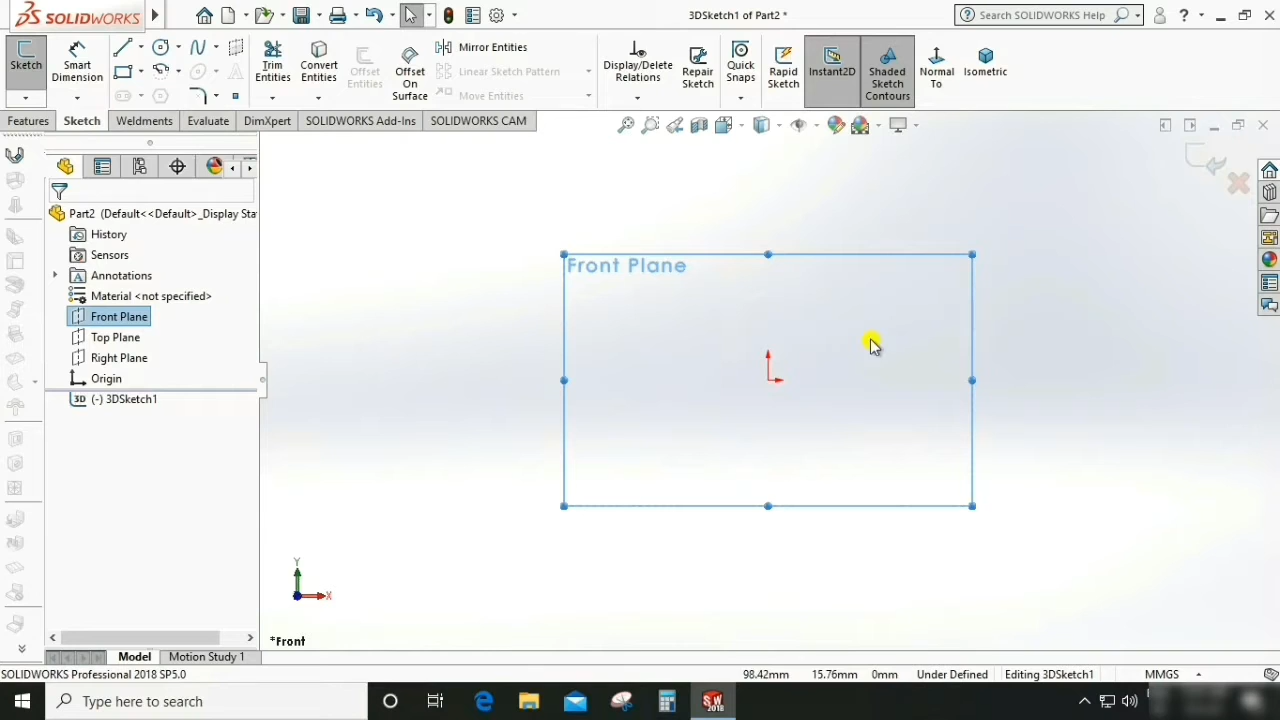 SOLIDWORKS
3DSketch1 of Part2 *
Search SOLIDWORKS Help
?
Sketch
Smart Dimension
Trim Entities
Convert Entities
Offset Entities
Offset On Surface
Mirror Entities
Linear Sketch Pattern
Move Entities
Display/Delete Relations
Repair Sketch
Quick Snaps
Rapid Sketch
Instant2D
Shaded Sketch Contours
Normal To
Isometric
Features
Sketch
Weldments
Evaluate
DimXpert
SOLIDWORKS Add-Ins
SOLIDWORKS CAM
Part2 (Default<<Default>_Display Sta
History
Sensors
Annotations
Material <not specified>
Front Plane
Top Plane
Right Plane
Origin
3D (-) 3DSketch1
Front Plane
Y
X
*Front
Model
Motion Study 1
SOLIDWORKS Professional 2018 SP5.0
98.42mm
15.76mm
0mm
Under Defined
Editing 3DSketch1
MMGS
Type here to search
SW
2018